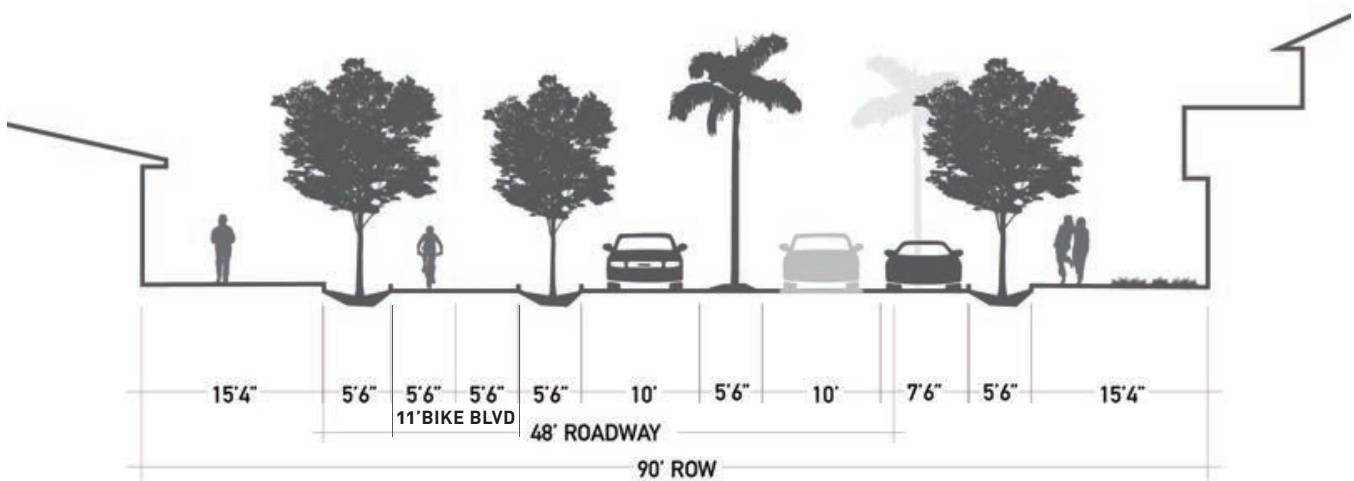 15’4” 5’6” 5’6” 5’6” 5’6” 10’ 5’6” 10’ 7’6” 5’6” 15’4”
11’BIKE BLVD
48’ ROADWAY
90’ ROW